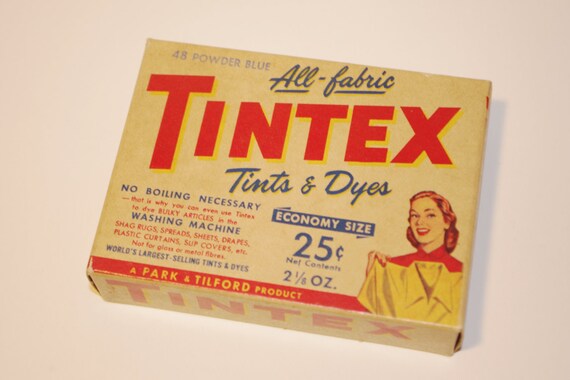 48 POWDER BLUE
All-fabric
TINTEX
Tints & Dyes
NO BOILING NECESSARY
— that is why you can even use Tintex
to dye BULKY ARTICLES in the
WASHING MACHINE
SHAG RUGS, SPREADS, SHEETS, DRAPES,
PLASTIC CURTAINS, SLIP COVERS, etc.
Not for glass or metal fibres.
WORLD'S LARGEST-SELLING TINTS & DYES
ECONOMY SIZE
25¢
Net Contents
2 1/8 OZ.
A PARK & TILFORD PRODUCT
TINTEX